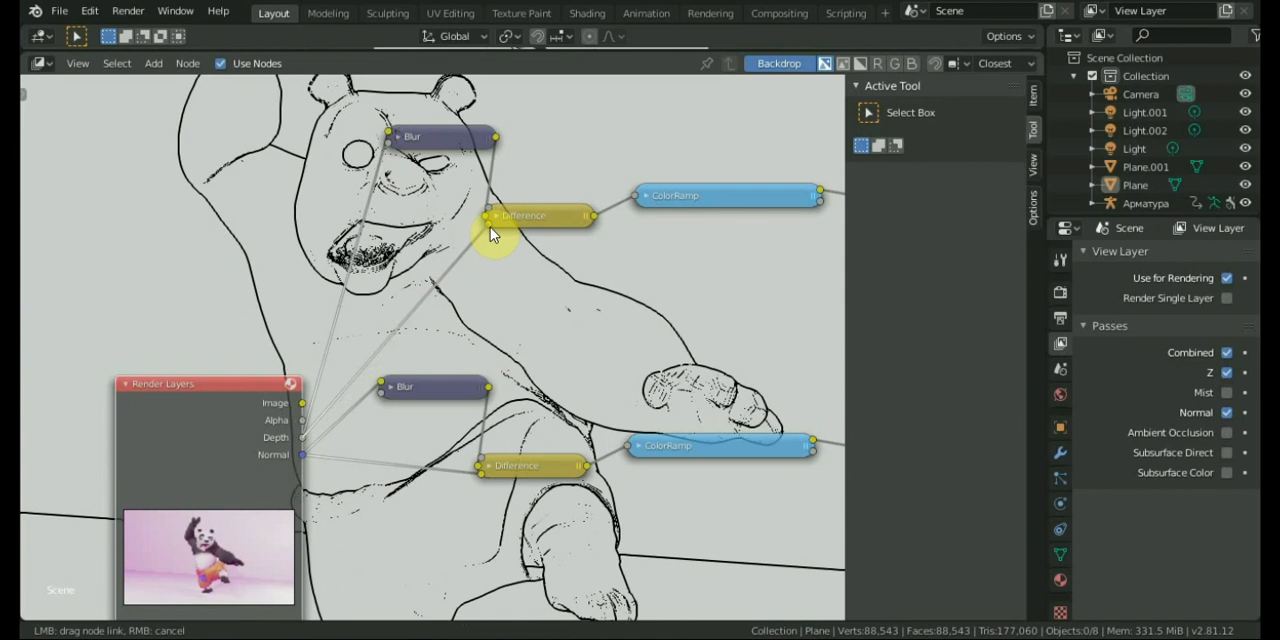 File Edit Render Window Help Layout Modeling Sculpting UV Editing Texture Paint Shading Animation Rendering Compositing Scripting + Scene View Layer
Global Options
View Select Add Node Use Nodes Backdrop R G B Closest
Scene Collection
Collection
Camera
Light.001
Light.002
Light
Plane.001
Plane
Арматура
Scene View Layer
View Layer
Use for Rendering
Render Single Layer
Passes
Combined
Z
Mist
Normal
Ambient Occlusion
Subsurface Direct
Subsurface Color
Active Tool
Select Box
Item
Tool
View
Options
Blur
ColorRamp
Difference
Render Layers
Image
Alpha
Depth
Normal
Blur
ColorRamp
Difference
Scene
LMB: drag node link, RMB: cancel
Collection | Plane | Verts:88,543 | Faces:88,543 | Tris:177,060 | Objects:0/8 | Mem: 331.5 MiB | v2.81.12